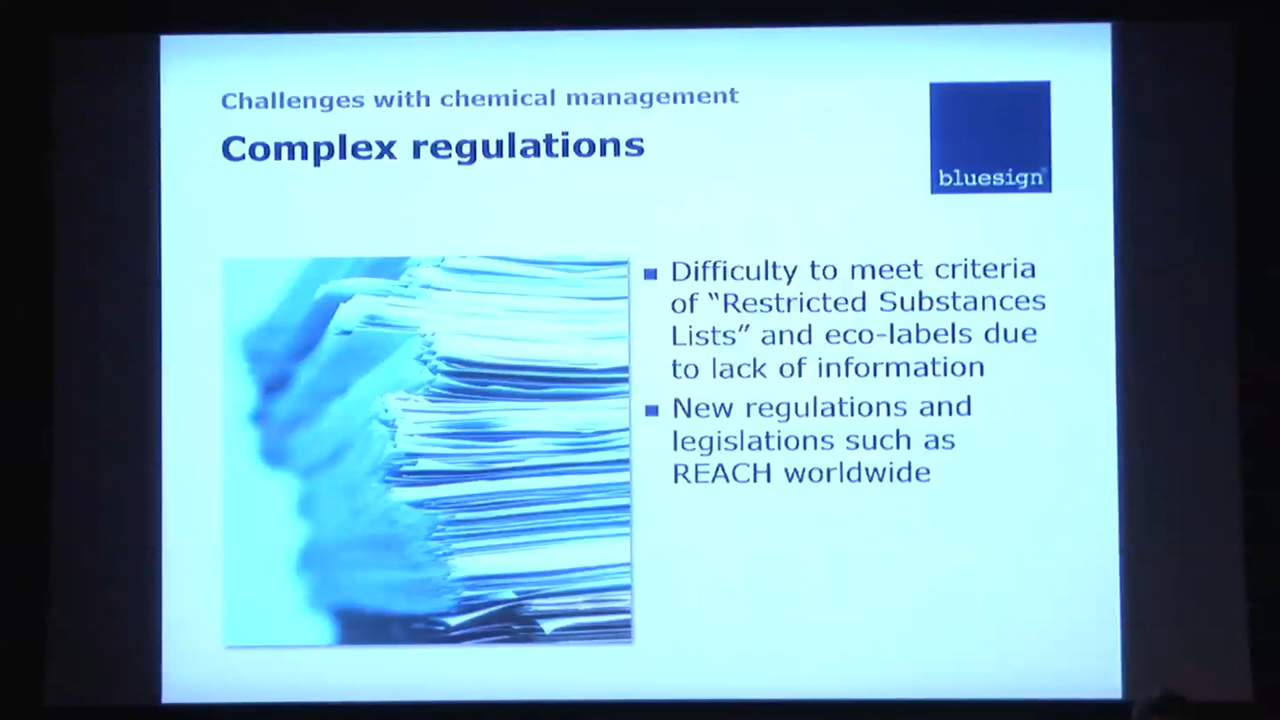 Challenges with chemical management
Complex regulations
bluesign®
■ Difficulty to meet criteria
of “Restricted Substances
Lists” and eco-labels due
to lack of information
■ New regulations and
legislations such as
REACH worldwide